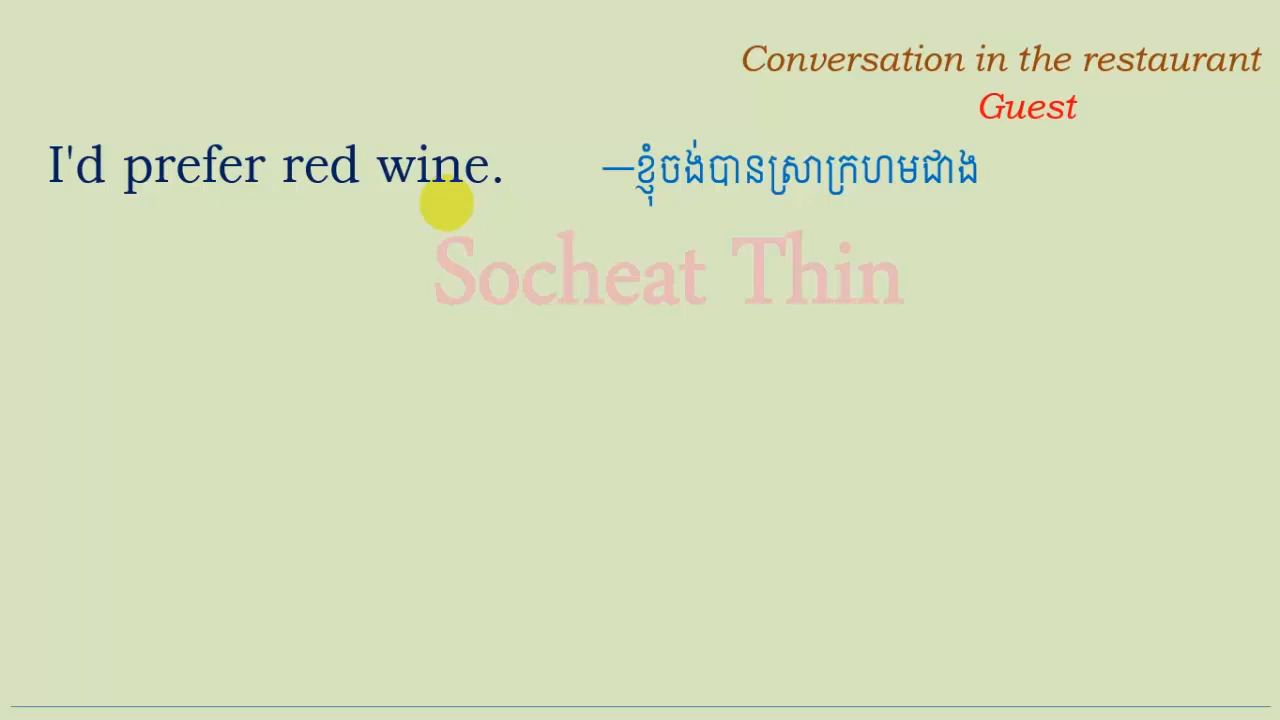 Conversation in the restaurant
Guest
I'd prefer red wine. —ខ្ញុំចង់បានស្រាក្រហមជាង
Socheat Thin